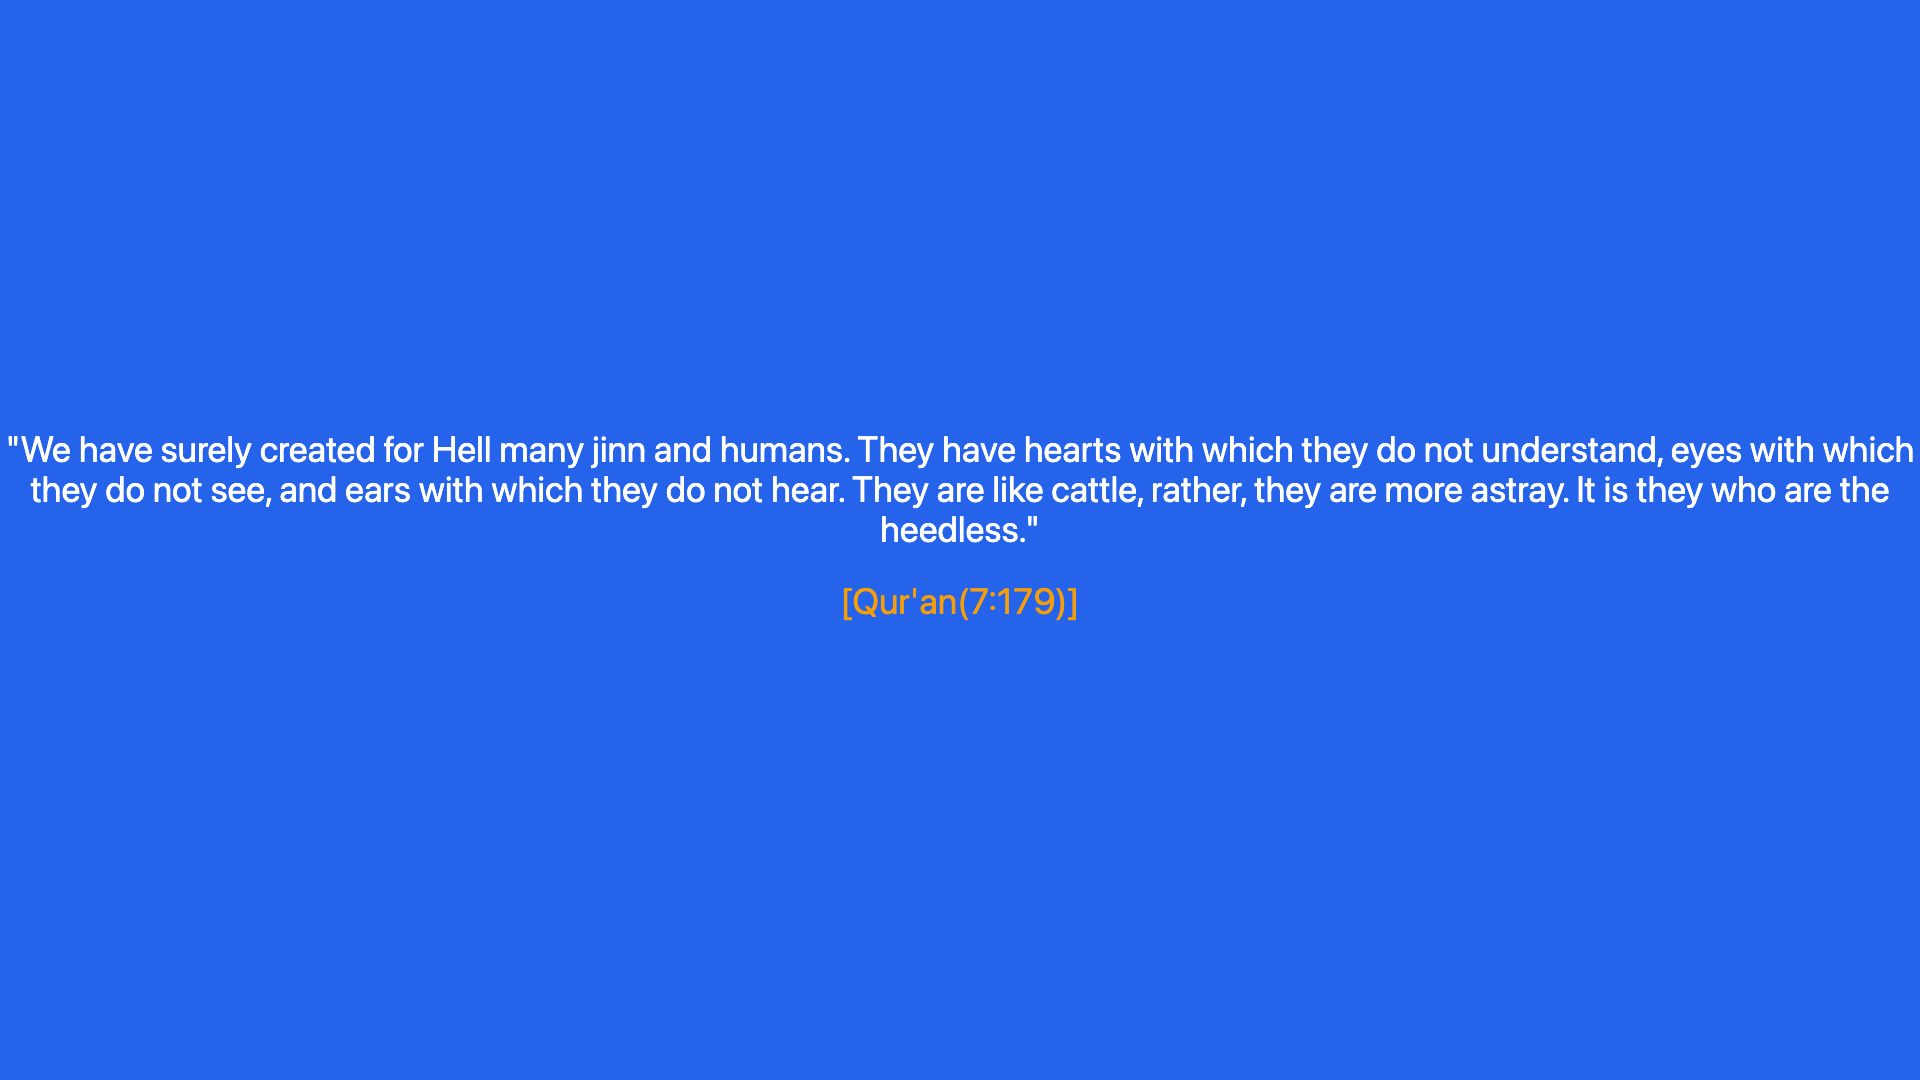 "We have surely created for Hell many jinn and humans. They have hearts with which they do not understand, eyes with which
they do not see, and ears with which they do not hear. They are like cattle, rather, they are more astray. It is they who are the
heedless."
[Qur'an(7:179)]